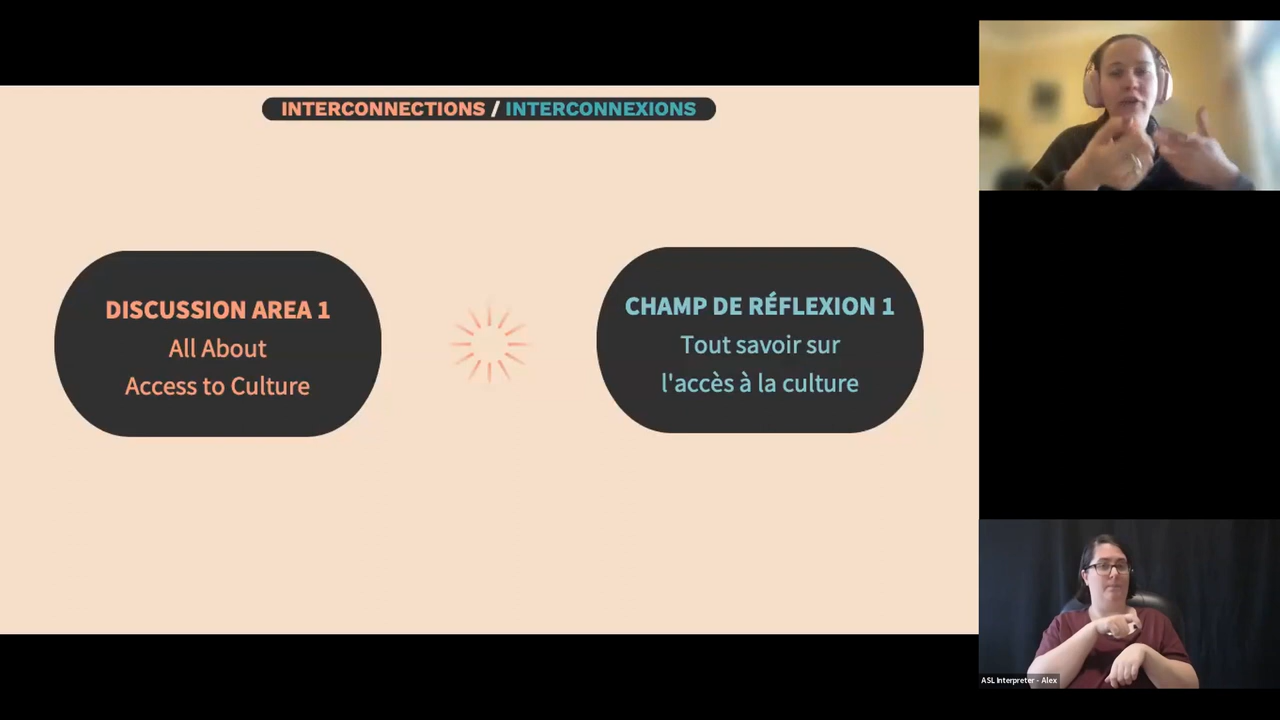 INTERCONNECTIONS / INTERCONNEXIONS
DISCUSSION AREA 1
All About
Access to Culture
CHAMP DE RÉFLEXION 1
Tout savoir sur
l'accès à la culture
ASL Interpreter - Alex